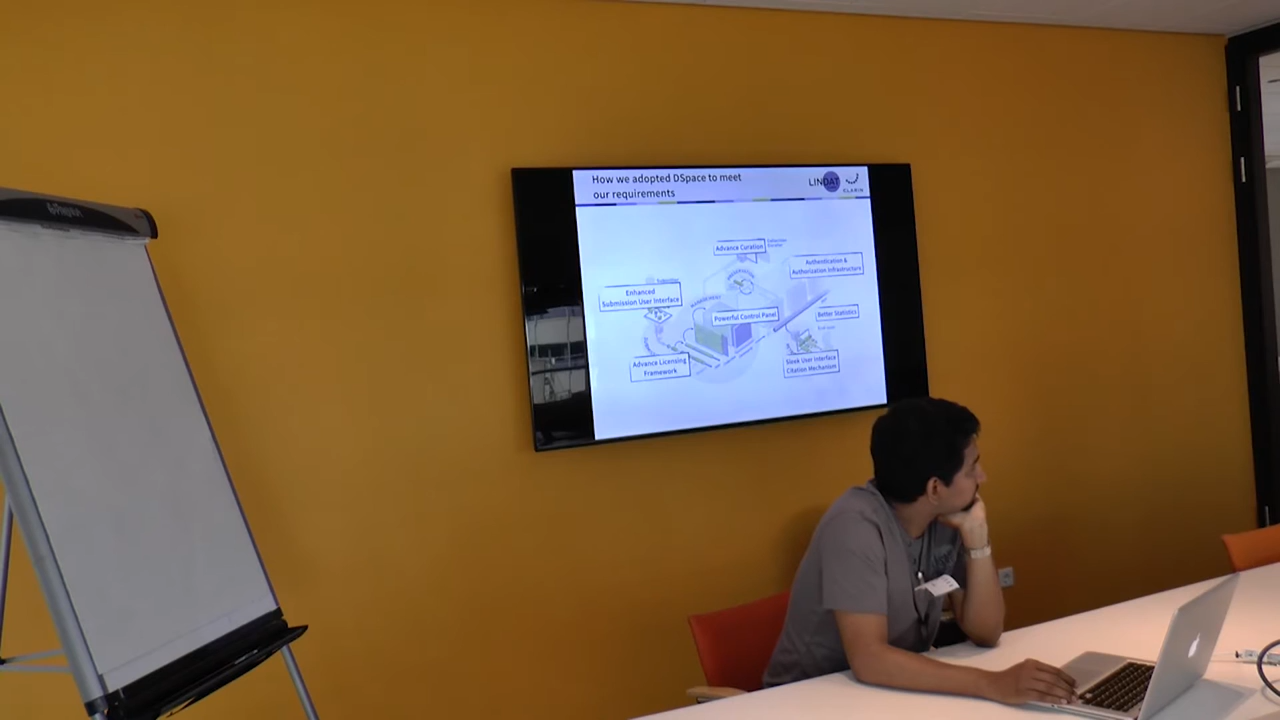 How we adopted DSpace to meet
our requirements
LINDAT
CLARIN
Advance Curation
Authentication &
Authorization Infrastructure
Enhanced
Submission User Interface
MANAGEMENT
Powerful Control Panel
Better Statistics
Advance Licensing
Framework
Sleek User Interface
Citation Mechanism